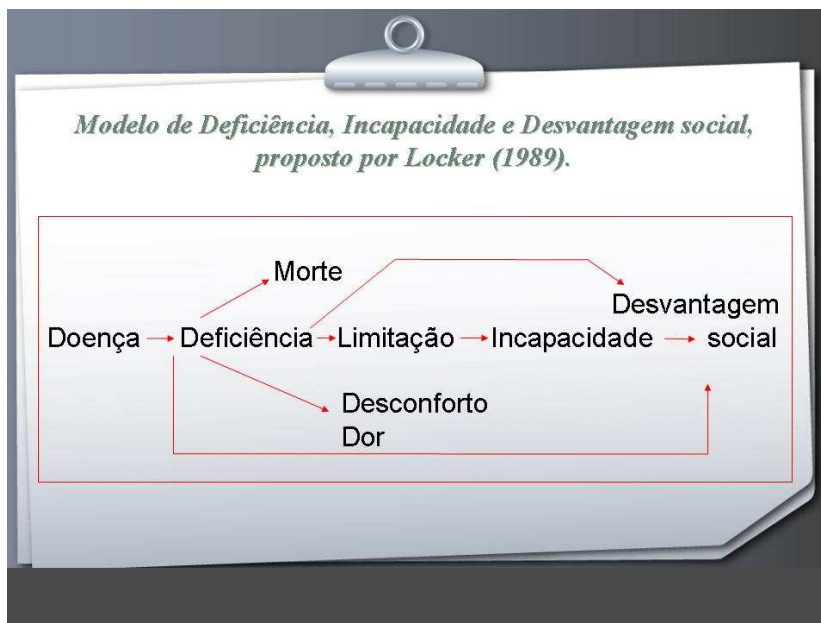 Modelo de Deficiência, Incapacidade e Desvantagem social,
proposto por Locker (1989).
Morte
Desvantagem
Doença Deficiência Limitação Incapacidade social
Desconforto
Dor